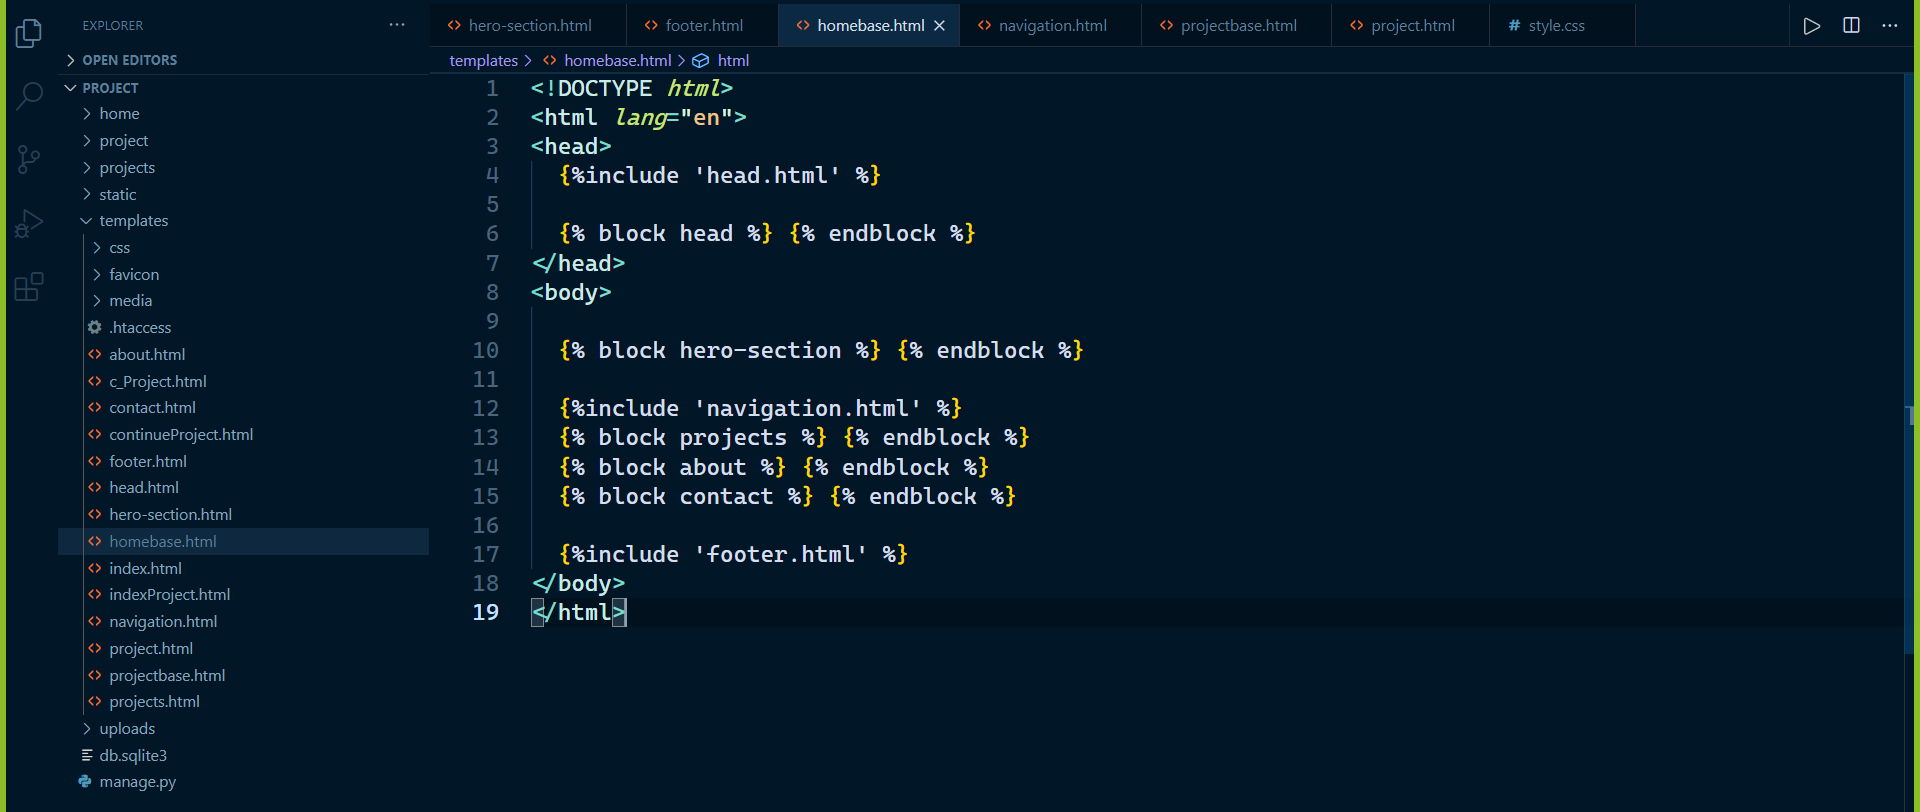 EXPLORER
OPEN EDITORS
PROJECT
home
project
projects
static
templates
css
favicon
media
.htaccess
about.html
c_Project.html
contact.html
continueProject.html
footer.html
head.html
hero-section.html
homebase.html
index.html
indexProject.html
navigation.html
project.html
projectbase.html
projects.html
uploads
db.sqlite3
manage.py
hero-section.html footer.html homebase.html navigation.html projectbase.html project.html # style.css
templates > homebase.html > html
1 <!DOCTYPE html>
2 <html lang="en">
3 <head>
4 {%include 'head.html' %}
5
6 {% block head %} {% endblock %}
7 </head>
8 <body>
9
10 {% block hero-section %} {% endblock %}
11
12 {%include 'navigation.html' %}
13 {% block projects %} {% endblock %}
14 {% block about %} {% endblock %}
15 {% block contact %} {% endblock %}
16
17 {%include 'footer.html' %}
18 </body>
19 </html>